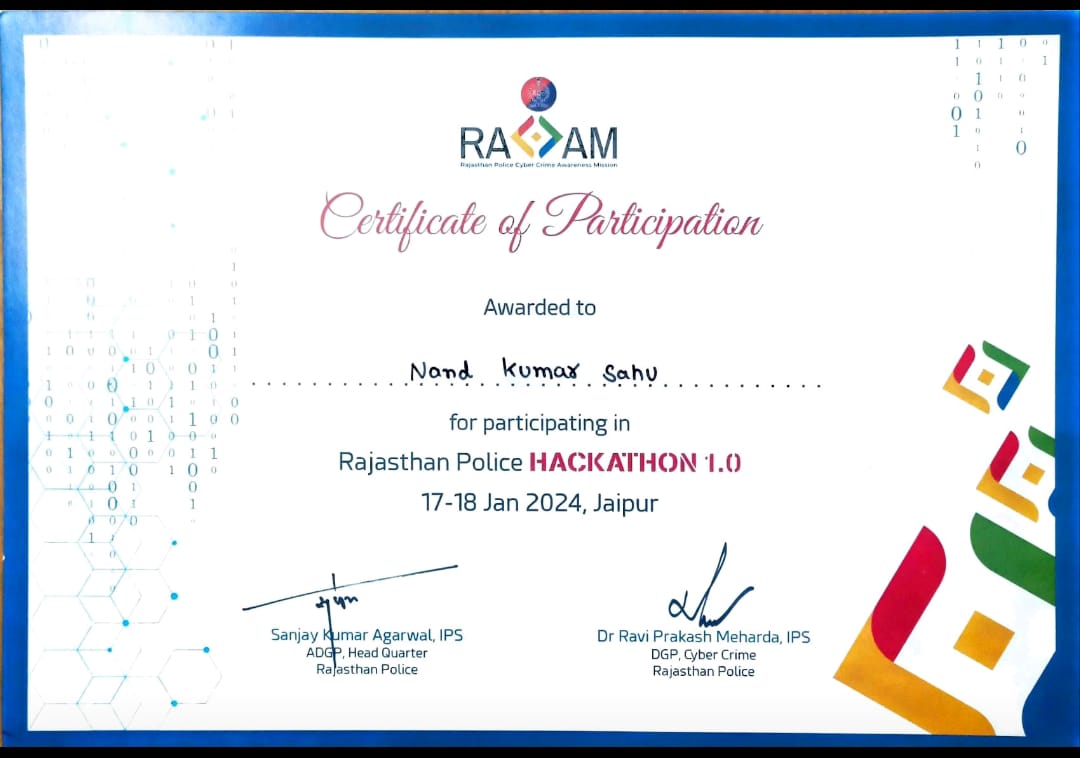 RA AM
Rajasthan Police Cyber Crime Awareness Mission
Certificate of Participation
Awarded to
Nand Kumar Sahu
for participating in
Rajasthan Police HACKATHON 1.0
17-18 Jan 2024, Jaipur
Sanjay Kumar Agarwal, IPS
ADGP, Head Quarter
Rajasthan Police
Dr Ravi Prakash Meharda, IPS
DGP, Cyber Crime
Rajasthan Police